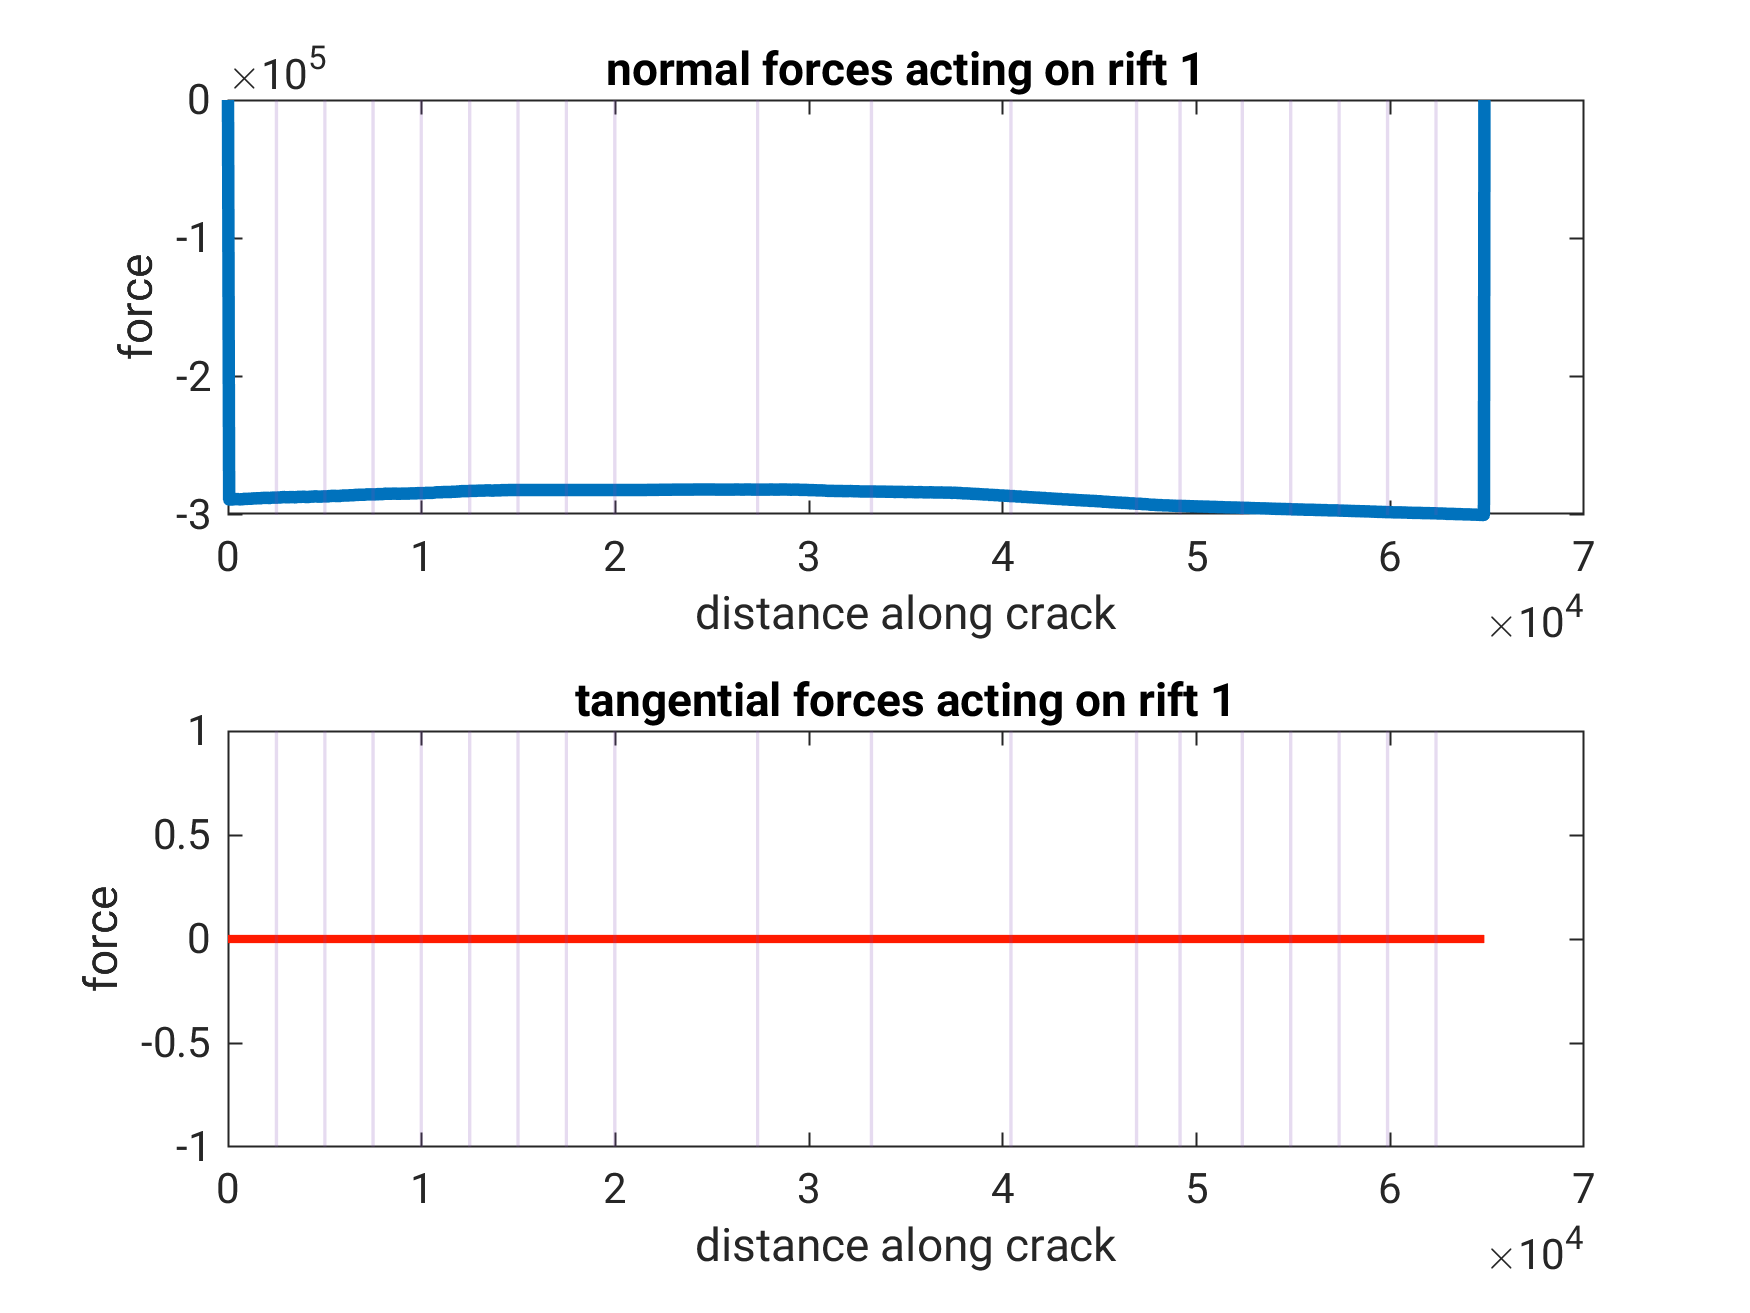 ×10^5
normal forces acting on rift 1
0
-1
-2
-3
force
0 1 2 3 4 5 6 7
distance along crack
×10^4
tangential forces acting on rift 1
1
0.5
0
-0.5
-1
force
0 1 2 3 4 5 6 7
distance along crack
×10^4